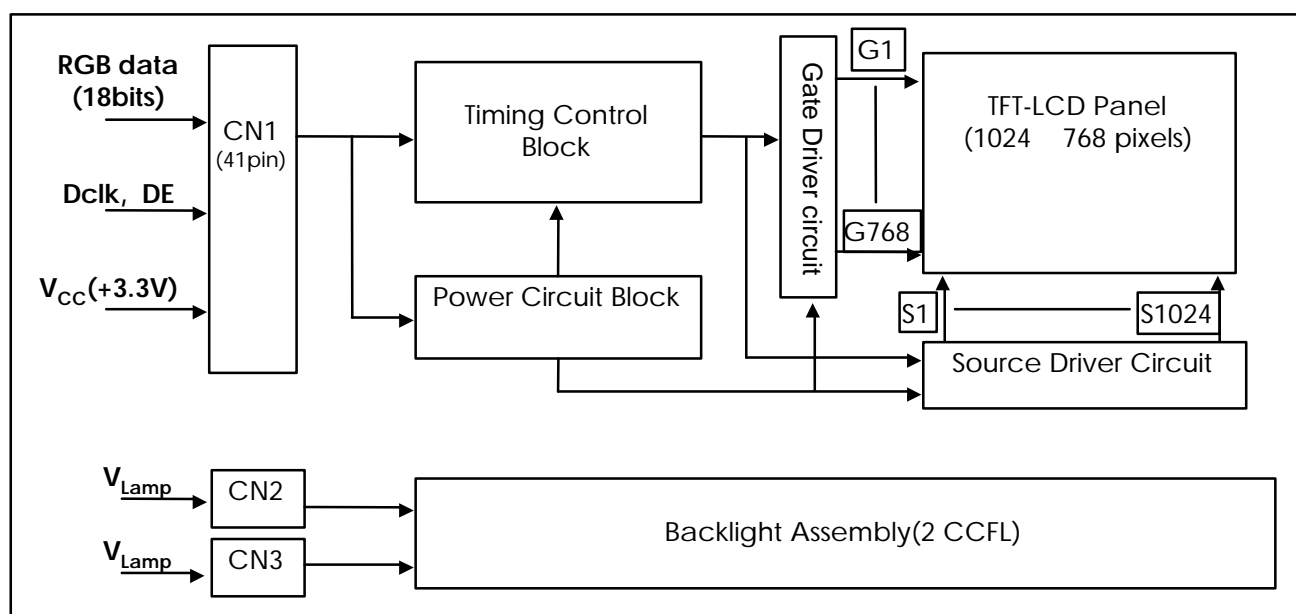 RGB data
(18bits)
Dclk, DE
VCC(+3.3V)
CN1
(41pin)
Timing Control
Block
Power Circuit Block
Gate Driver circuit
G1
G768
TFT-LCD Panel
(1024 768 pixels)
S1
S1024
Source Driver Circuit
VLamp
CN2
VLamp
CN3
Backlight Assembly(2 CCFL)